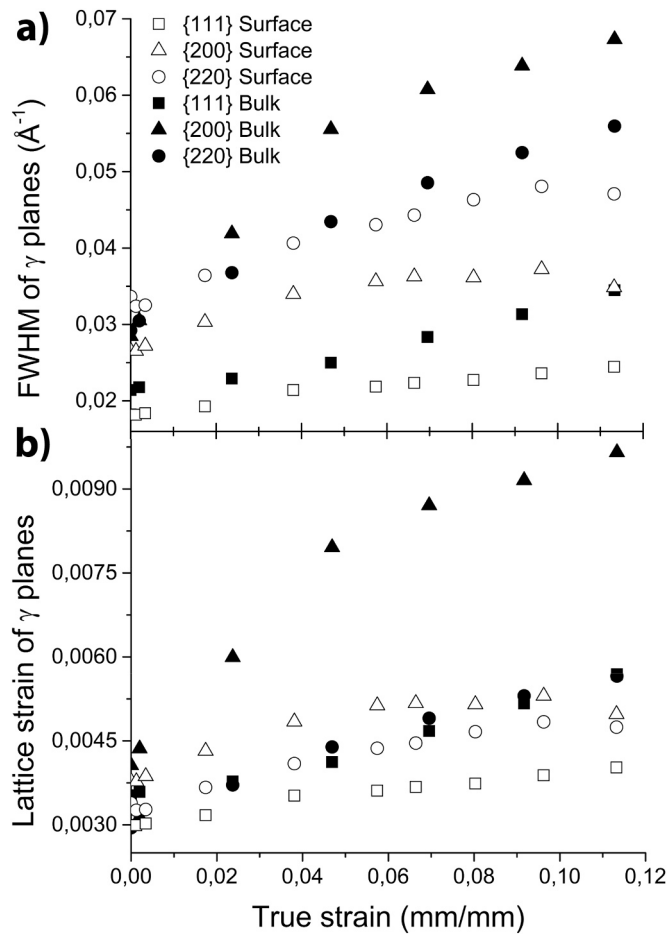 a)
{111} Surface
{200} Surface
{220} Surface
{111} Bulk
{200} Bulk
{220} Bulk
FWHM of γ planes (Å⁻¹)
0,07
0,06
0,05
0,04
0,03
0,02
b)
Lattice strain of γ planes
0,0090
0,0075
0,0060
0,0045
0,0030
0,00 0,02 0,04 0,06 0,08 0,10 0,12
True strain (mm/mm)